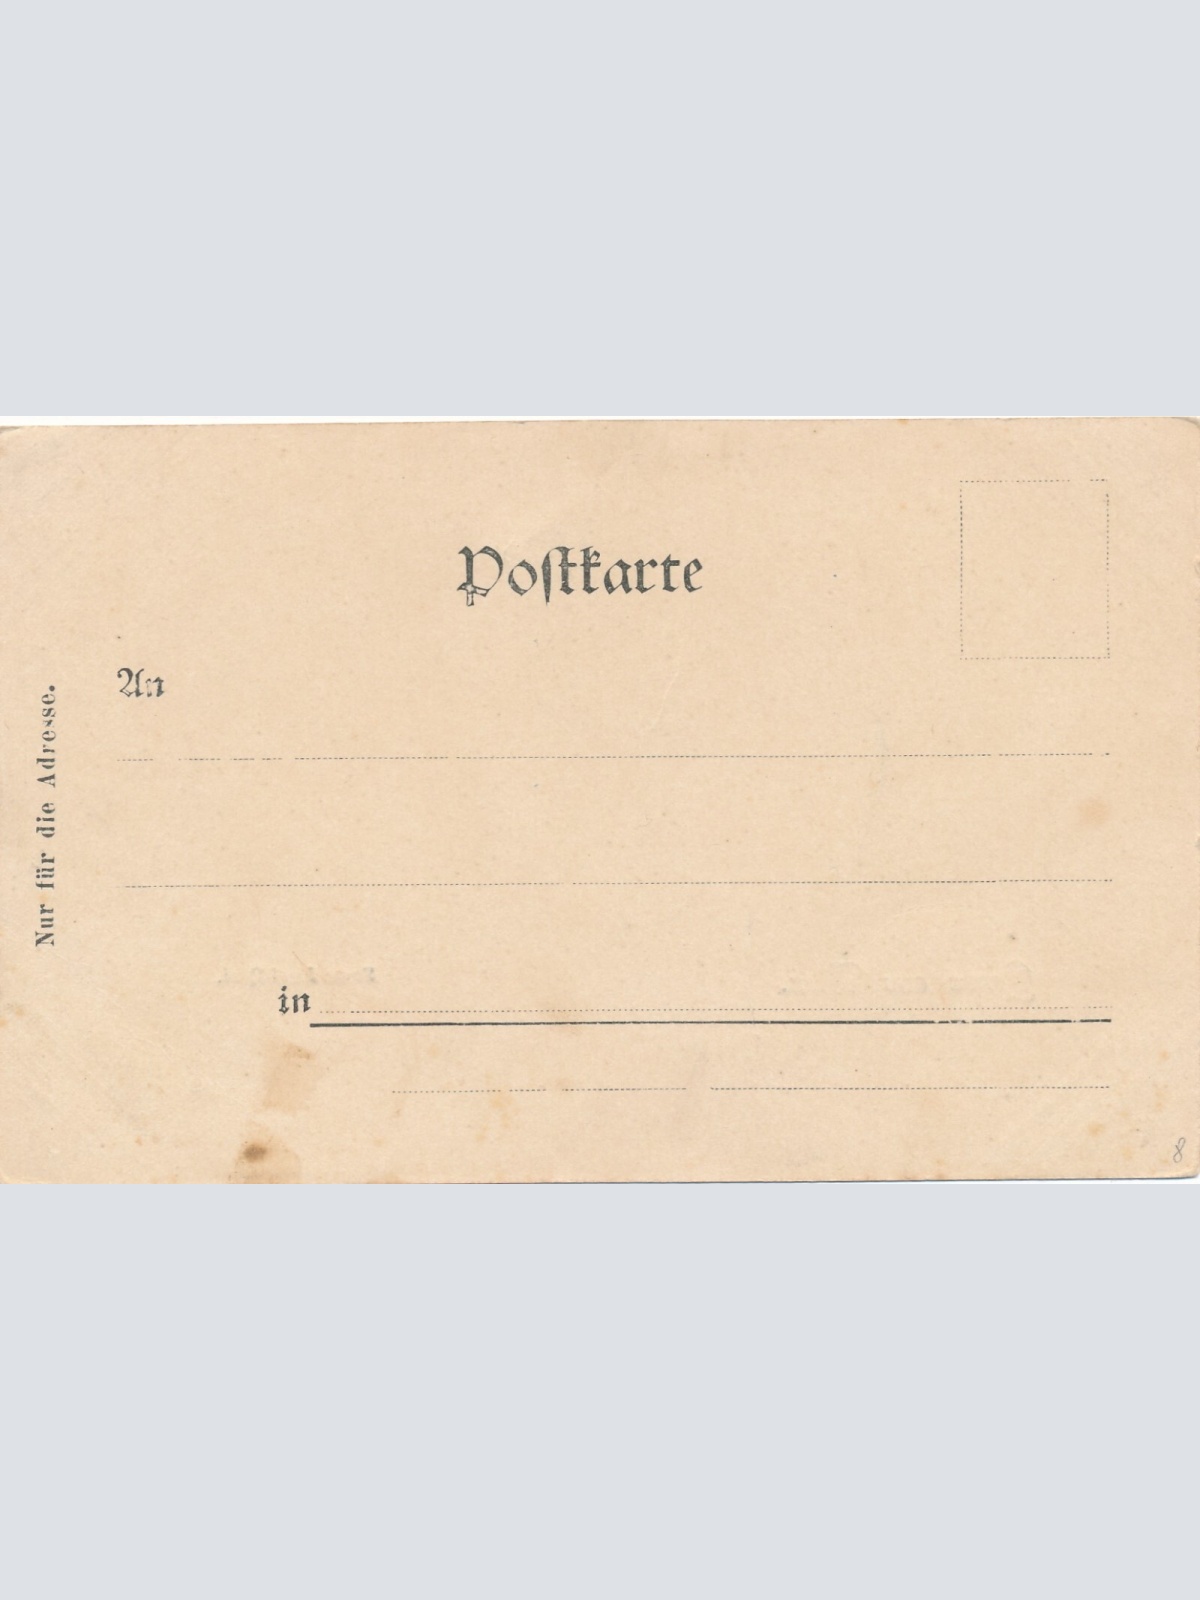 Poſtkarte
An
Nur für die Adresse.
in
8